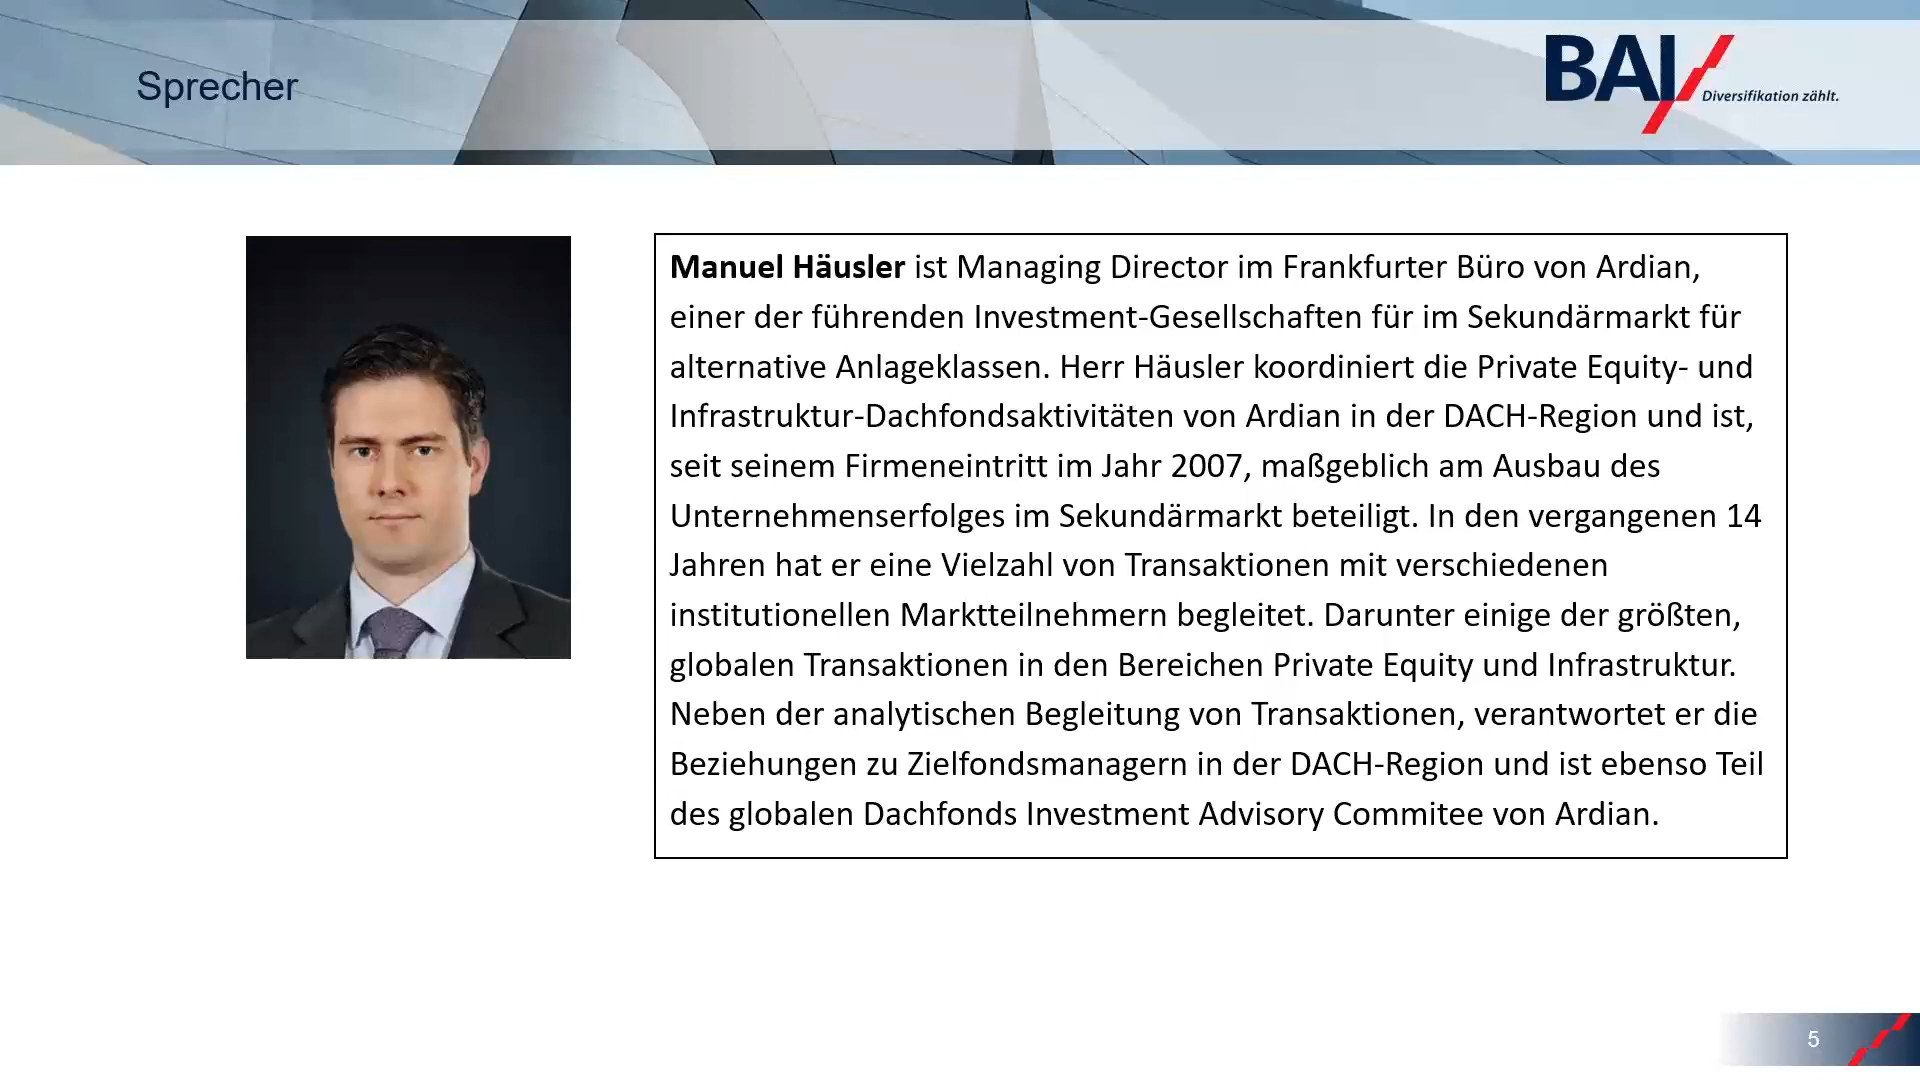 Sprecher
BAI
Diversifikation zählt.
Manuel Häusler ist Managing Director im Frankfurter Büro von Ardian,
einer der führenden Investment-Gesellschaften für im Sekundärmarkt für
alternative Anlageklassen. Herr Häusler koordiniert die Private Equity- und
Infrastruktur-Dachfondsaktivitäten von Ardian in der DACH-Region und ist,
seit seinem Firmeneintritt im Jahr 2007, maßgeblich am Ausbau des
Unternehmenserfolges im Sekundärmarkt beteiligt. In den vergangenen 14
Jahren hat er eine Vielzahl von Transaktionen mit verschiedenen
institutionellen Marktteilnehmern begleitet. Darunter einige der größten,
globalen Transaktionen in den Bereichen Private Equity und Infrastruktur.
Neben der analytischen Begleitung von Transaktionen, verantwortet er die
Beziehungen zu Zielfondsmanagern in der DACH-Region und ist ebenso Teil
des globalen Dachfonds Investment Advisory Commitee von Ardian.
5